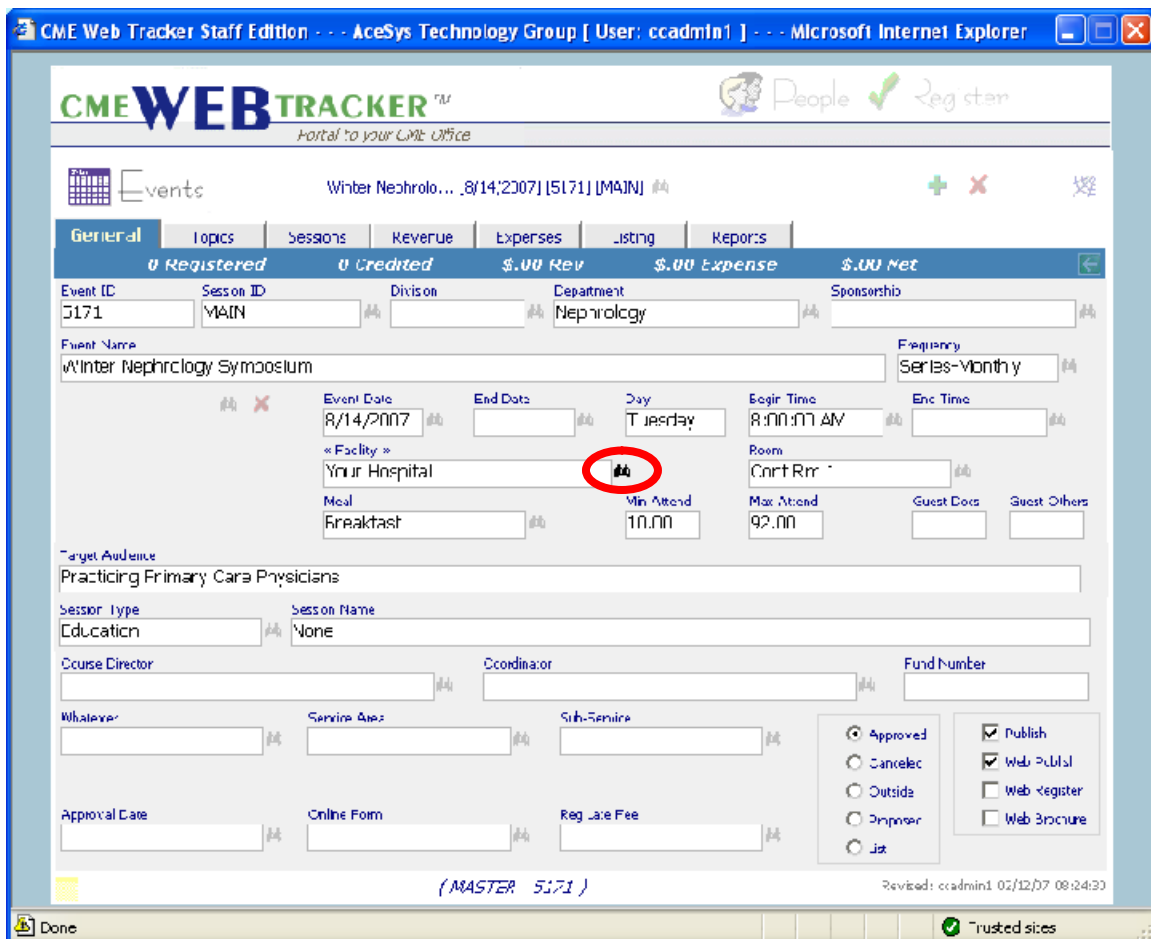 CME Web Tracker Staff Edition - - - AceSys Technology Group [ User: ccadmin1 ] - - - Microsoft Internet Explorer
CME WEB TRACKER TM
Portal to your CME Office
People Register
Events
Winter Nephrolo... [8/14/2007] [5171] [MAIN]
General Topics Sessions Revenue Expenses Listing Reports
0 Registered 0 Credited $.00 Rev $.00 Expense $.00 Net
Event ID Session ID Division Department Sponsorship
5171 MAIN Nephrology
Event Name Frequency
Winter Nephrology Symposium Series-Monthly
Event Date End Date Day Begin Time End Time
8/14/2007 Tuesday 8:00:00 AM
« Facility » Room
Your Hospital Conf Rm 1
Meal Min Attend Max Attend Guest Docs Guest Others
Breakfast 10.00 92.00
Target Audience
Practicing Primary Care Physicians
Session Type Session Name
Education None
Course Director Coordinator Fund Number
Whatever Service Area Sub-Service
Approved Publish
Canceled Web Publish
Outside Web Register
Approval Date Online Form Reg Late Fee
Proposed Web Brochure
List
(MASTER 5171)
Revised: ccadmin1 02/12/07 08:24:30
Done Trusted sites